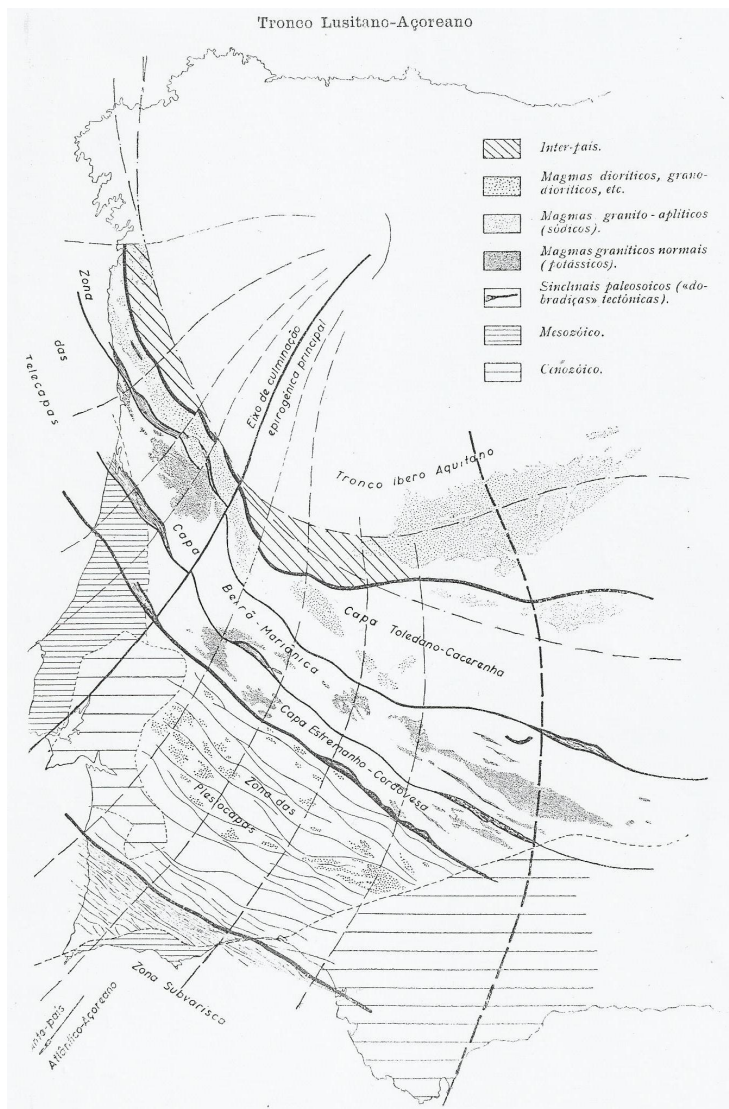 Tronco Lusitano-Açoreano
Inter-país.
Magmas dioríticos, grano-
dioríticos, etc.
Magmas granito-aplíticos
(sódicos).
Magmas graníticos normais
(potássicos).
Sinclinais paleosoicos («do-
bradiças» tectónicas).
Mesozóico.
Cenozóico.
Zona
das
Telecapas
Eixo de culminação
epirogénica principal
Tronco Ibero Aquitano
Capa
Beirã-Mariânica
Capa Toledano-Cacerenha
Capa Estremanho-Cordovesa
Zona das
Plestocapas
Zona Subvarisca
Atlântico-Açoreano